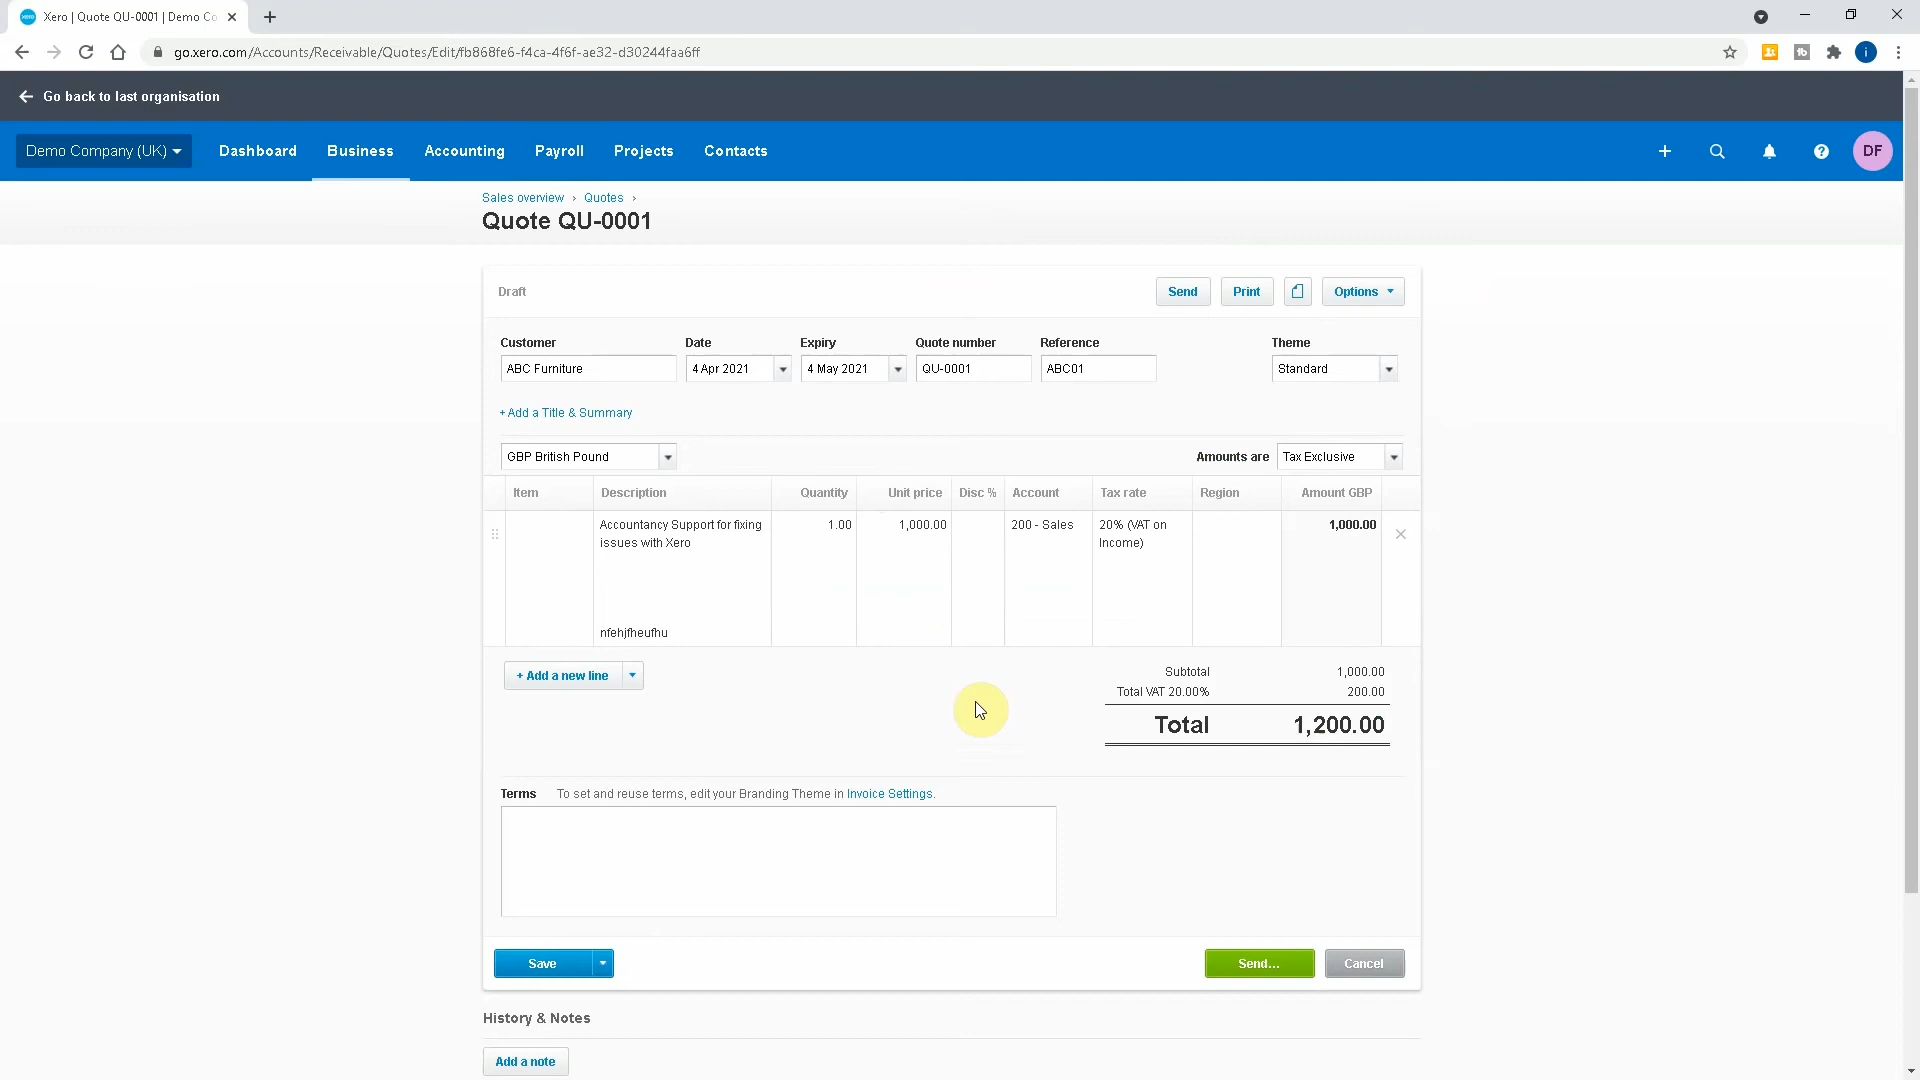 Xero | Quote QU-0001 | Demo Co
go.xero.com/Accounts/Receivable/Quotes/Edit/fb868fe6-f4ca-4f6f-ae32-d30244faa6ff
Go back to last organisation
Demo Company (UK) Dashboard Business Accounting Payroll Projects Contacts DF
Sales overview › Quotes ›
Quote QU-0001
Draft Send Print Options
Customer Date Expiry Quote number Reference Theme
ABC Furniture 4 Apr 2021 4 May 2021 QU-0001 ABC01 Standard
+ Add a Title & Summary
GBP British Pound Amounts are Tax Exclusive
Item Description Quantity Unit price Disc % Account Tax rate Region Amount GBP
Accountancy Support for fixing 1.00 1,000.00 200 - Sales 20% (VAT on 1,000.00
issues with Xero Income)
nfehjfheufhu
+ Add a new line
Subtotal 1,000.00
Total VAT 20.00% 200.00
Total 1,200.00
Terms To set and reuse terms, edit your Branding Theme in Invoice Settings.
Save Send... Cancel
History & Notes
Add a note